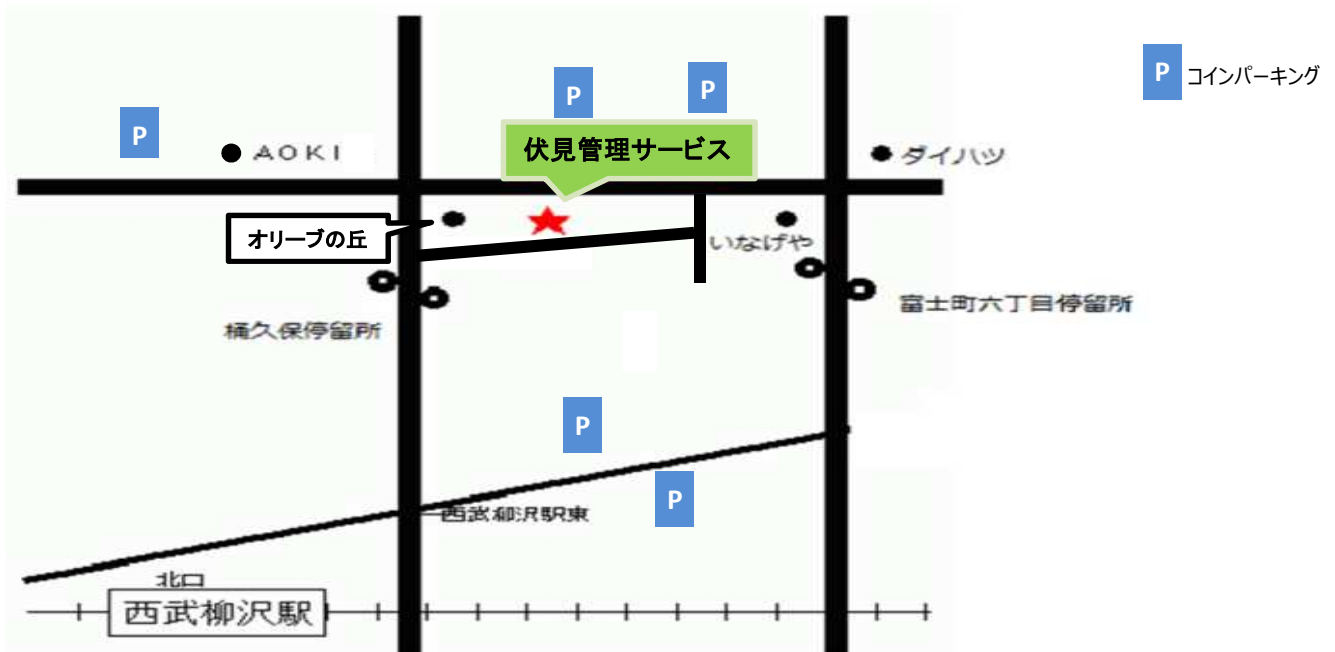 P コインパーキング
P
P
P
AOKI
伏見管理サービス
ダイハツ
オリーブの丘
いなげや
桶久保停留所
富士町六丁目停留所
P
P
西武柳沢駅東
北口
西武柳沢駅